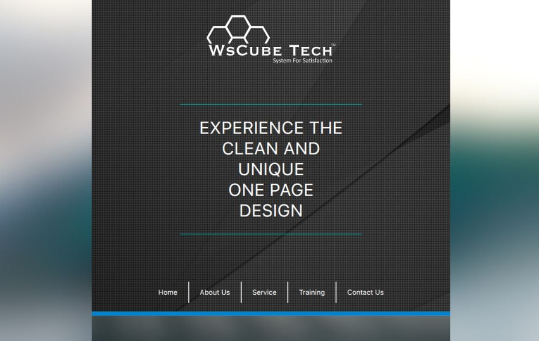 WsCube Tech
System For Satisfaction
EXPERIENCE THE
CLEAN AND
UNIQUE
ONE PAGE
DESIGN
Home About Us Service Training Contact Us